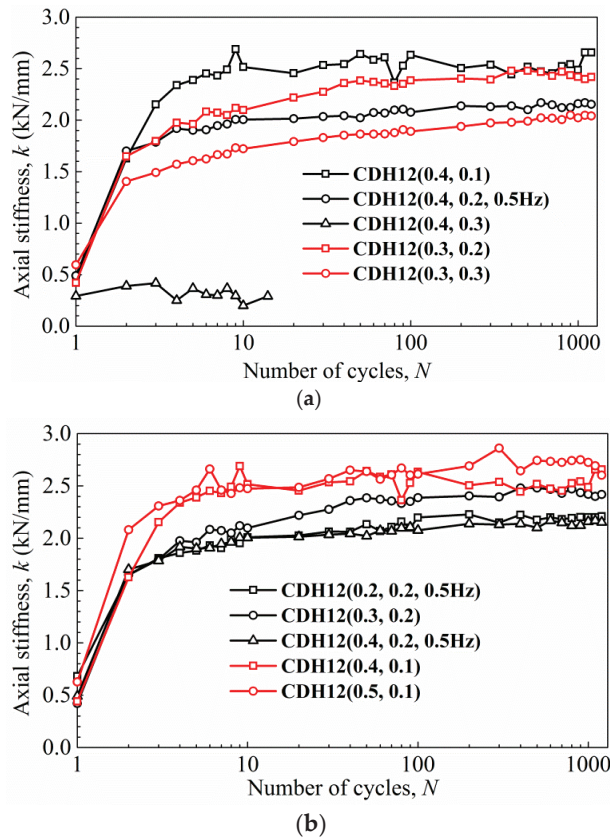 3.0
2.5
2.0
1.5
1.0
0.5
0.0
Axial stiffness, k (kN/mm)
CDH12(0.4, 0.1)
CDH12(0.4, 0.2, 0.5Hz)
CDH12(0.4, 0.3)
CDH12(0.3, 0.2)
CDH12(0.3, 0.3)
1 10 100 1000
Number of cycles, N
(a)
3.0
2.5
2.0
1.5
1.0
0.5
0.0
Axial stiffness, k (kN/mm)
CDH12(0.2, 0.2, 0.5Hz)
CDH12(0.3, 0.2)
CDH12(0.4, 0.2, 0.5Hz)
CDH12(0.4, 0.1)
CDH12(0.5, 0.1)
1 10 100 1000
Number of cycles, N
(b)